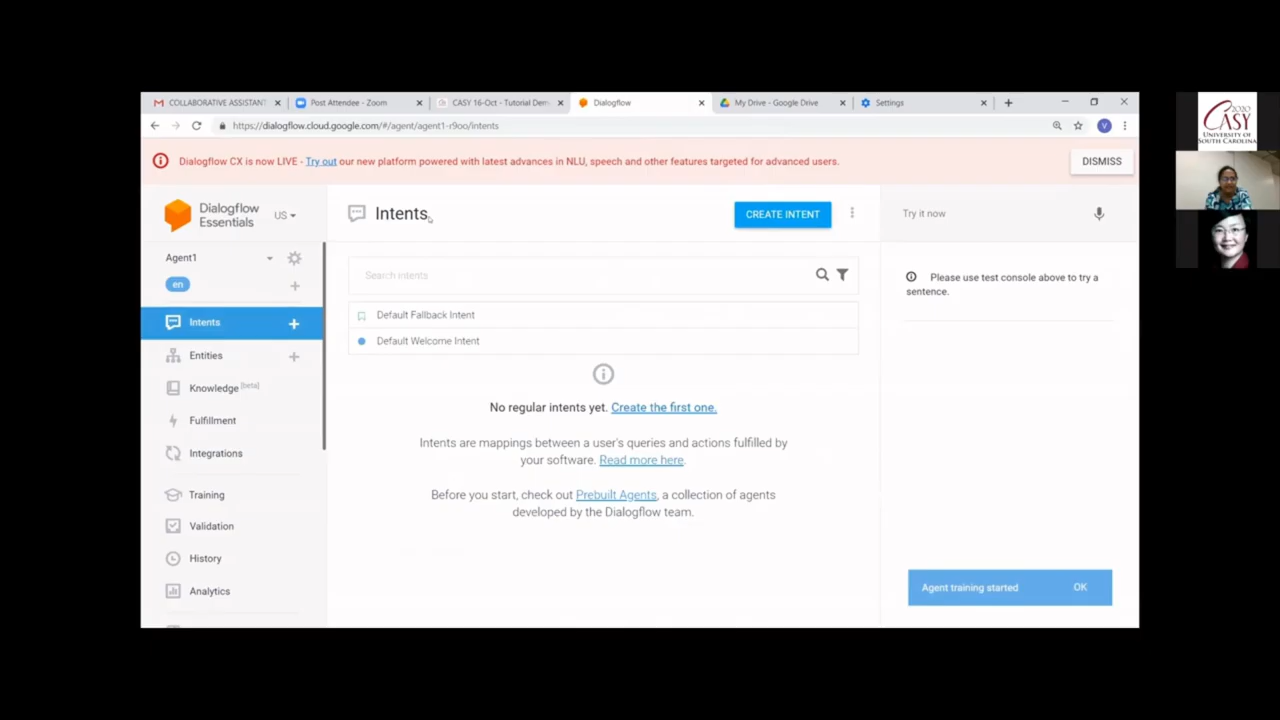 COLLABORATIVE ASSISTANT
Post Attendee - Zoom
CASY 16-Oct - Tutorial Dem
Dialogflow
My Drive - Google Drive
Settings
https://dialogflow.cloud.google.com/#/agent/agent1-r9oo/intents
V
Dialogflow CX is now LIVE - Try out our new platform powered with latest advances in NLU, speech and other features targeted for advanced users.
DISMISS
Dialogflow
Essentials
US
Intents
CREATE INTENT
Try it now
Agent1
en
Search intents
Please use test console above to try a
sentence.
Default Fallback Intent
Default Welcome Intent
Intents
Entities
Knowledge [beta]
Fulfillment
Integrations
Training
Validation
History
Analytics
No regular intents yet. Create the first one.
Intents are mappings between a user's queries and actions fulfilled by
your software. Read more here.
Before you start, check out Prebuilt Agents, a collection of agents
developed by the Dialogflow team.
Agent training started
OK
2020
CASY
UNIVERSITY OF
SOUTH CAROLINA